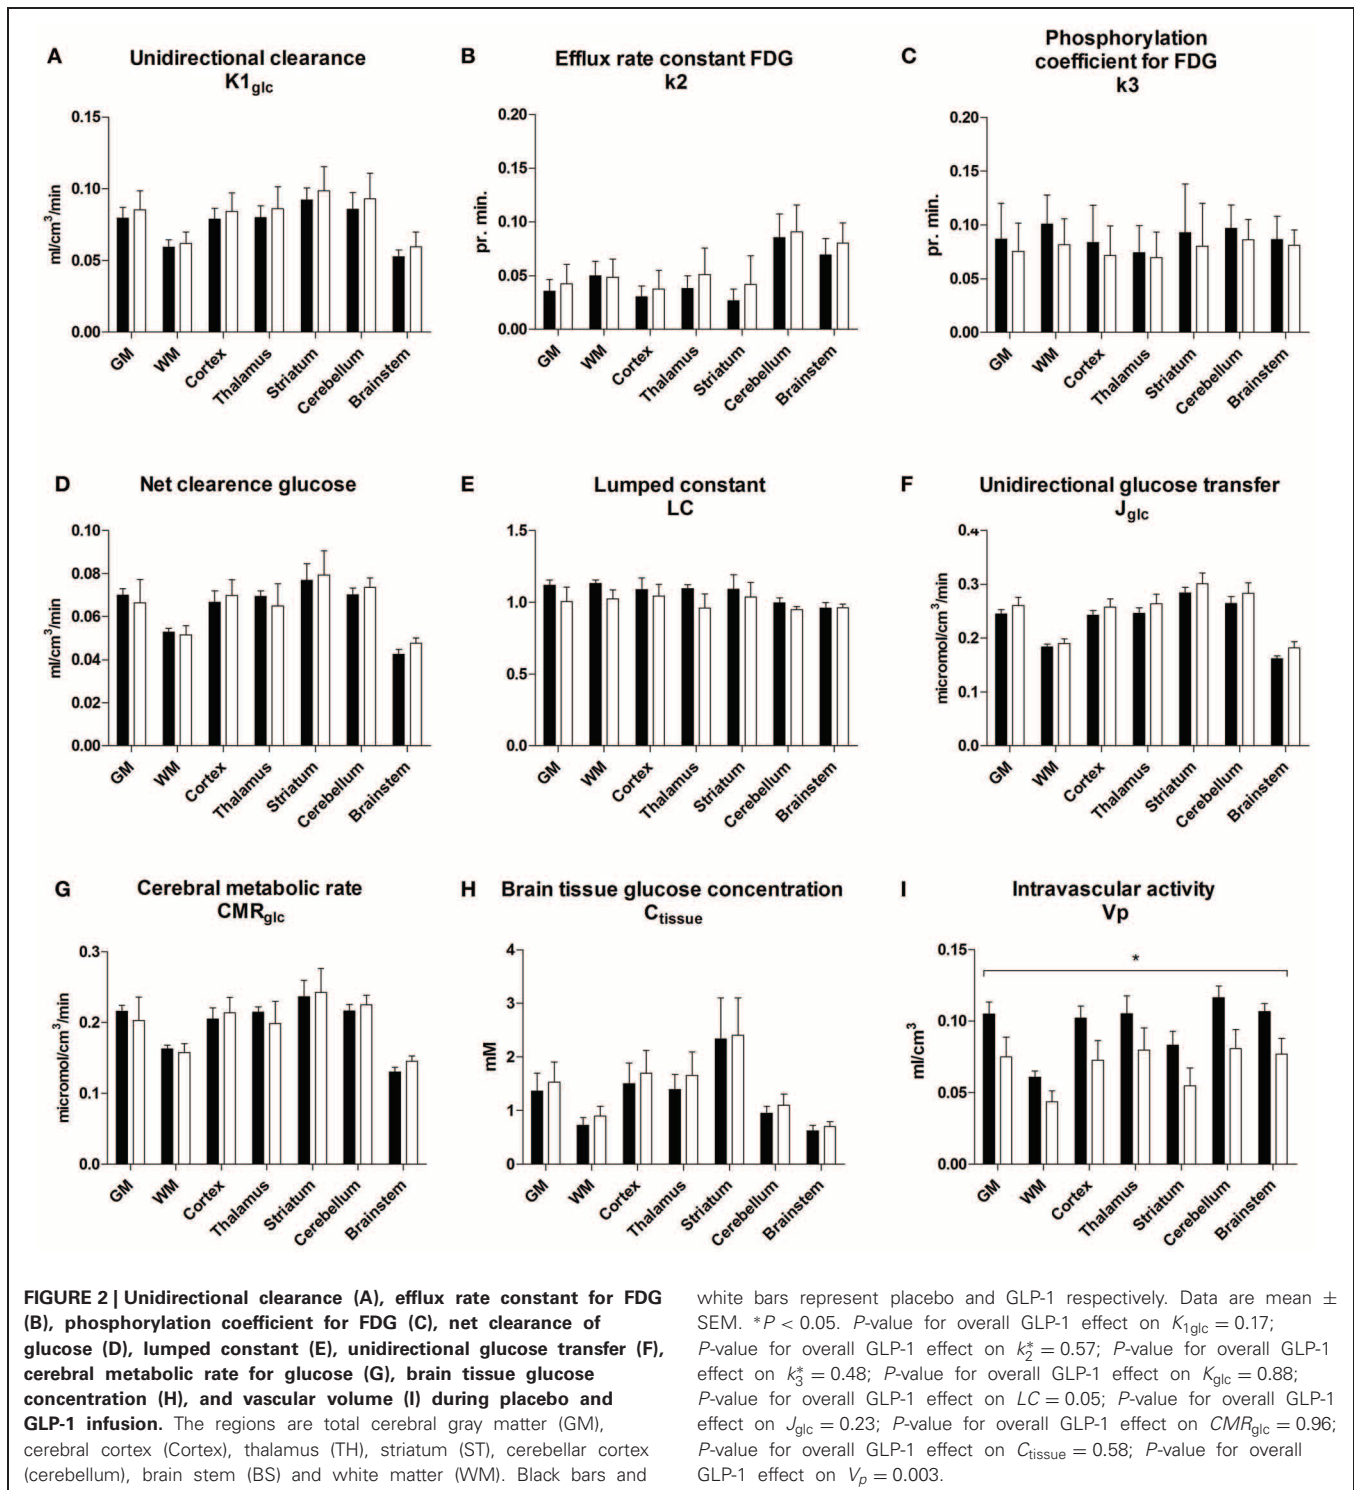 A
Unidirectional clearance
K1glc
ml/cm³/min
0.15
0.10
0.05
0.00
GM
WM
Cortex
Thalamus
Striatum
Cerebellum
Brainstem
B
Efflux rate constant FDG
k2
pr. min.
0.20
0.15
0.10
0.05
0.00
GM
WM
Cortex
Thalamus
Striatum
Cerebellum
Brainstem
C
Phosphorylation
coefficient for FDG
k3
pr. min.
0.20
0.15
0.10
0.05
0.00
GM
WM
Cortex
Thalamus
Striatum
Cerebellum
Brainstem
D
Net clearence glucose
ml/cm³/min
0.10
0.08
0.06
0.04
0.02
0.00
GM
WM
Cortex
Thalamus
Striatum
Cerebellum
Brainstem
E
Lumped constant
LC
1.5
1.0
0.5
0.0
GM
WM
Cortex
Thalamus
Striatum
Cerebellum
Brainstem
F
Unidirectional glucose transfer
Jglc
micromol/cm³/min
0.4
0.3
0.2
0.1
0.0
GM
WM
Cortex
Thalamus
Striatum
Cerebellum
Brainstem
G
Cerebral metabolic rate
CMRglc
micromol/cm³/min
0.3
0.2
0.1
0.0
GM
WM
Cortex
Thalamus
Striatum
Cerebellum
Brainstem
H
Brain tissue glucose concentration
Ctissue
mM
4
3
2
1
0
GM
WM
Cortex
Thalamus
Striatum
Cerebellum
Brainstem
I
Intravascular activity
Vp
ml/cm³
0.15
0.10
0.05
0.00
*
GM
WM
Cortex
Thalamus
Striatum
Cerebellum
Brainstem
FIGURE 2 | Unidirectional clearance (A), efflux rate constant for FDG
(B), phosphorylation coefficient for FDG (C), net clearance of
glucose (D), lumped constant (E), unidirectional glucose transfer (F),
cerebral metabolic rate for glucose (G), brain tissue glucose
concentration (H), and vascular volume (I) during placebo and
GLP-1 infusion. The regions are total cerebral gray matter (GM),
cerebral cortex (Cortex), thalamus (TH), striatum (ST), cerebellar cortex
(cerebellum), brain stem (BS) and white matter (WM). Black bars and
white bars represent placebo and GLP-1 respectively. Data are mean ±
SEM. *P < 0.05. P-value for overall GLP-1 effect on K1glc = 0.17;
P-value for overall GLP-1 effect on k2* = 0.57; P-value for overall GLP-1
effect on k3* = 0.48; P-value for overall GLP-1 effect on Kglc = 0.88;
P-value for overall GLP-1 effect on LC = 0.05; P-value for overall GLP-1
effect on Jglc = 0.23; P-value for overall GLP-1 effect on CMRglc = 0.96;
P-value for overall GLP-1 effect on Ctissue = 0.58; P-value for overall
GLP-1 effect on Vp = 0.003.